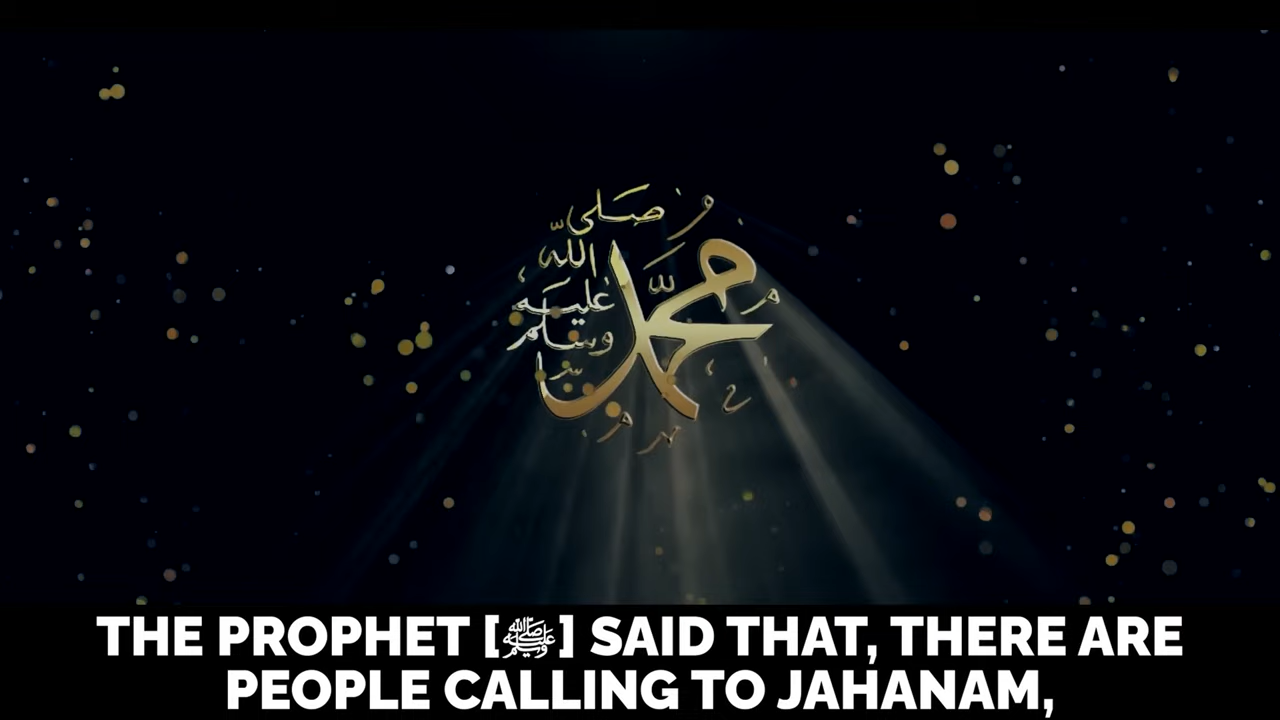 محمد
صلى
الله
عليه
وسلم
THE PROPHET [ﷺ] SAID THAT, THERE ARE
PEOPLE CALLING TO JAHANAM,